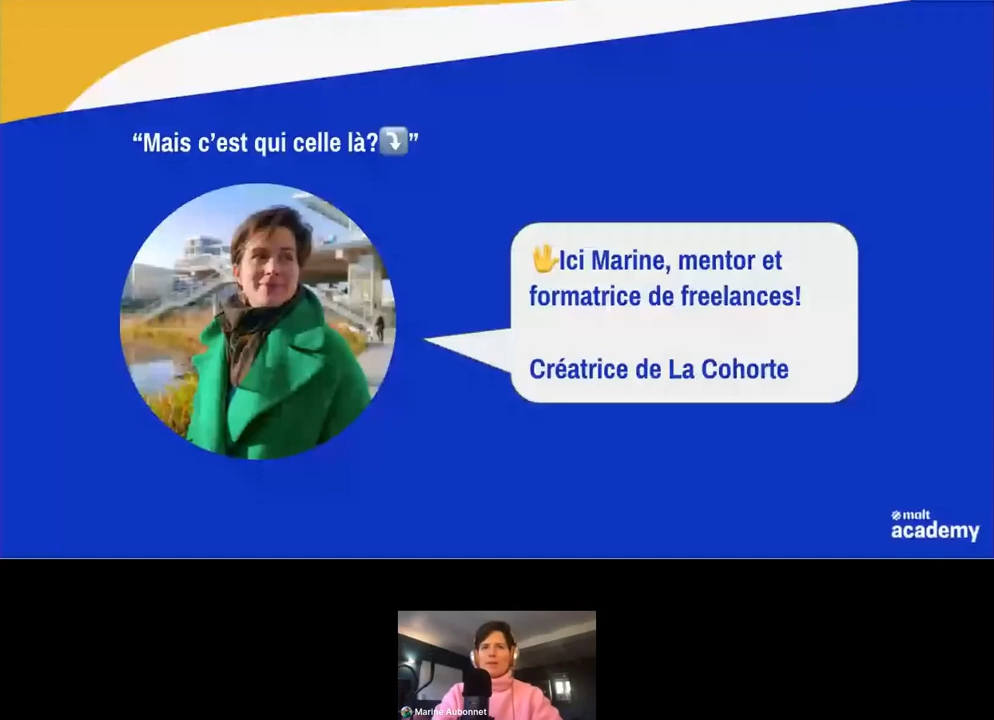 “Mais c’est qui celle là?⤵️”
🖖Ici Marine, mentor et
formatrice de freelances!
Créatrice de La Cohorte
malt
academy
Marine Aubonnet